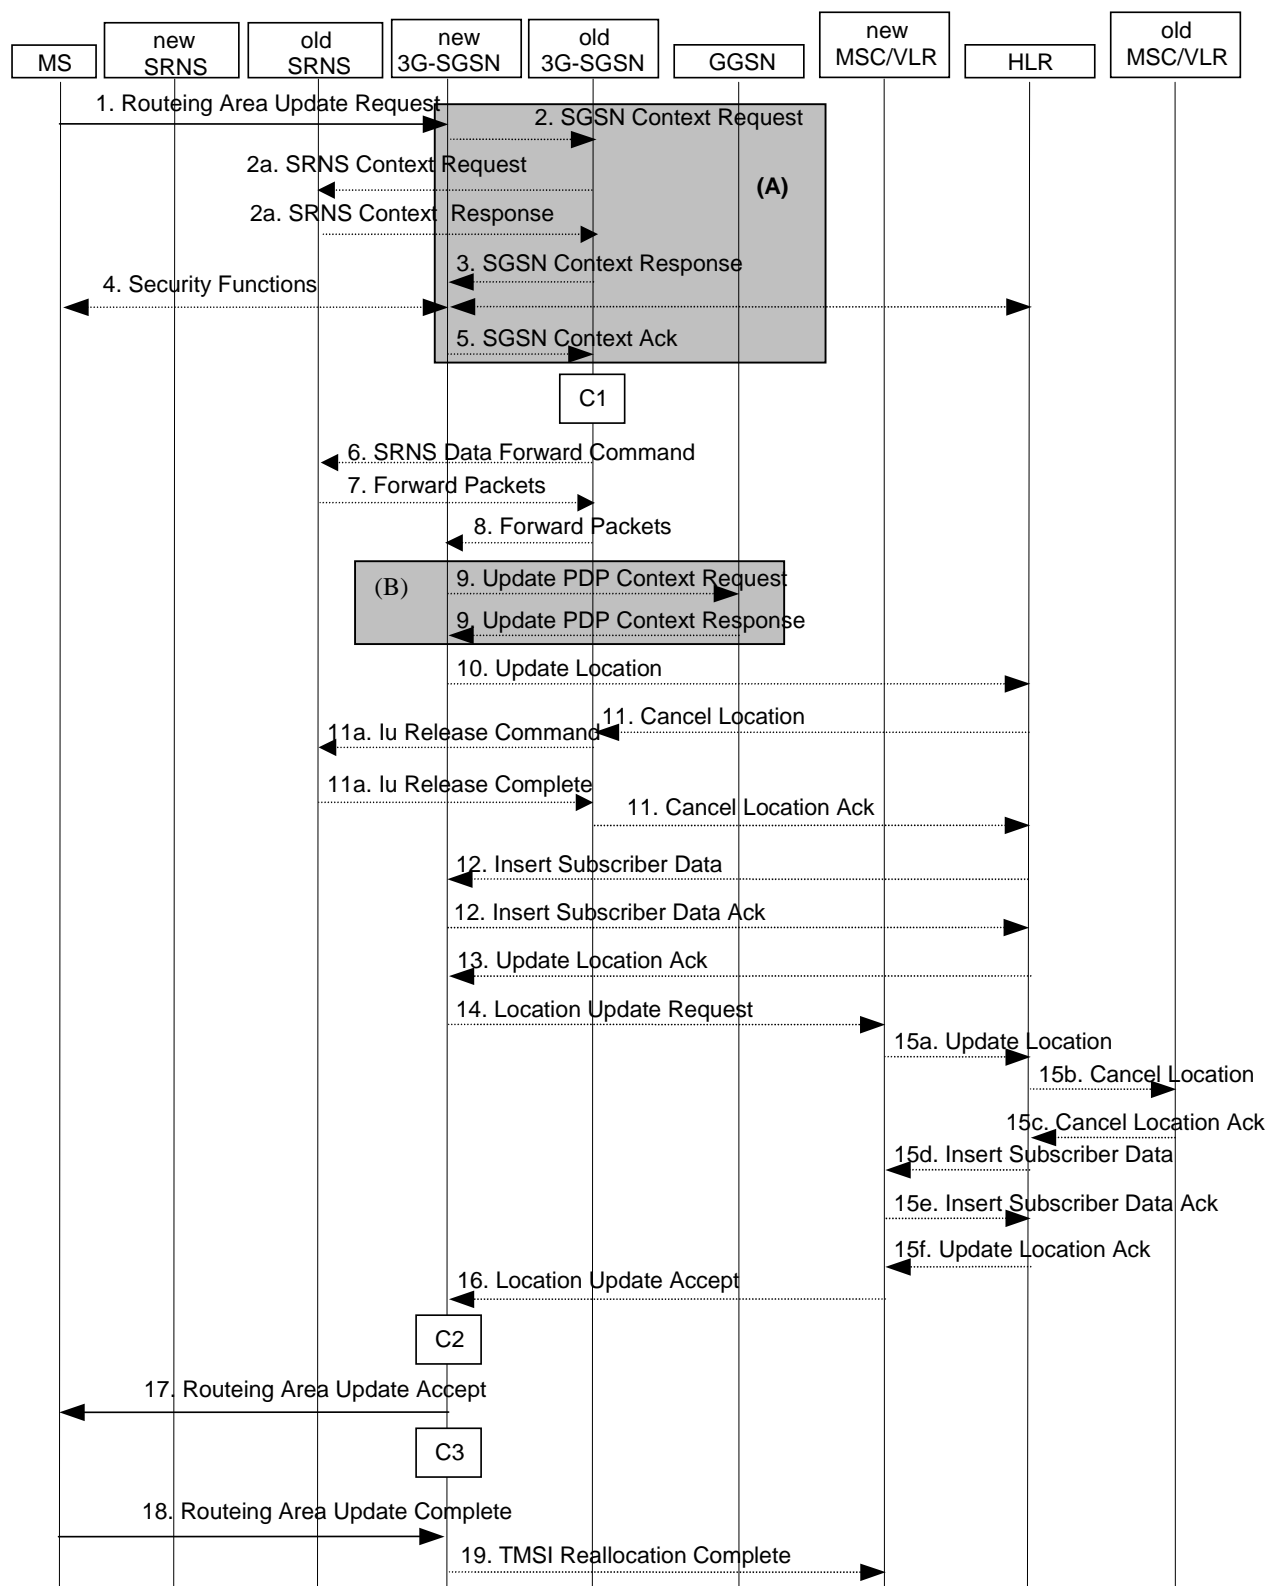 MS
new
SRNS
old
SRNS
new
3G-SGSN
old
3G-SGSN
GGSN
new
MSC/VLR
HLR
old
MSC/VLR
1. Routeing Area Update Request
2. SGSN Context Request
2a. SRNS Context Request
(A)
2a. SRNS Context Response
3. SGSN Context Response
4. Security Functions
5. SGSN Context Ack
C1
6. SRNS Data Forward Command
7. Forward Packets
8. Forward Packets
(B)
9. Update PDP Context Request
9. Update PDP Context Response
10. Update Location
11. Cancel Location
11a. Iu Release Command
11a. Iu Release Complete
11. Cancel Location Ack
12. Insert Subscriber Data
12. Insert Subscriber Data Ack
13. Update Location Ack
14. Location Update Request
15a. Update Location
15b. Cancel Location
15c. Cancel Location Ack
15d. Insert Subscriber Data
15e. Insert Subscriber Data Ack
15f. Update Location Ack
16. Location Update Accept
C2
17. Routeing Area Update Accept
C3
18. Routeing Area Update Complete
19. TMSI Reallocation Complete